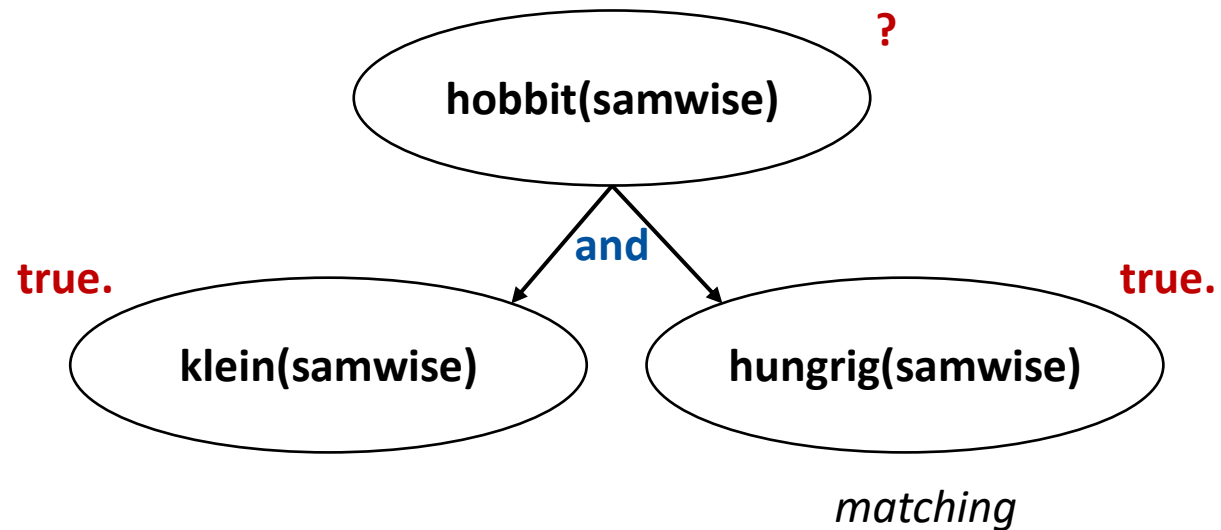 ?
hobbit(samwise)
and
true.
true.
klein(samwise)
hungrig(samwise)
matching